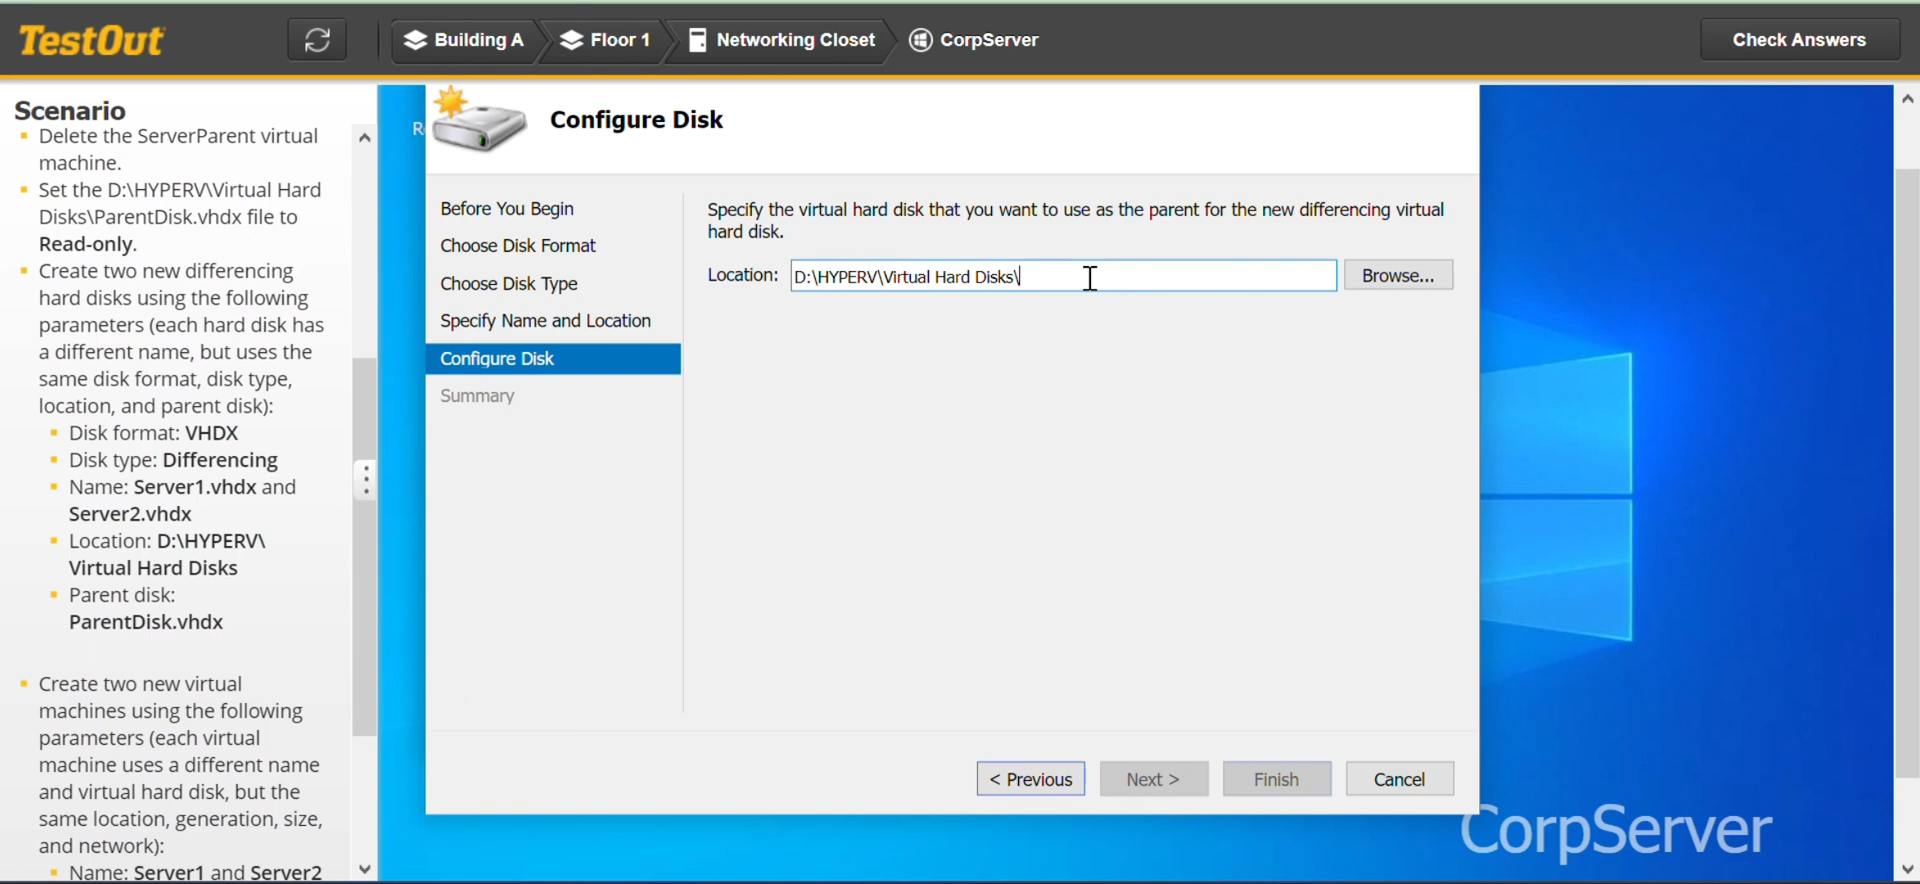 TestOut
Building A
Floor 1
Networking Closet
CorpServer
Check Answers
Scenario
Delete the ServerParent virtual
machine.
Set the D:\HYPERV\Virtual Hard
Disks\ParentDisk.vhdx file to
Read-only.
Create two new differencing
hard disks using the following
parameters (each hard disk has
a different name, but uses the
same disk format, disk type,
location, and parent disk):
Disk format: VHDX
Disk type: Differencing
Name: Server1.vhdx and
Server2.vhdx
Location: D:\HYPERV\
Virtual Hard Disks
Parent disk:
ParentDisk.vhdx
Create two new virtual
machines using the following
parameters (each virtual
machine uses a different name
and virtual hard disk, but the
same location, generation, size,
and network):
Name: Server1 and Server2
Configure Disk
Before You Begin
Choose Disk Format
Choose Disk Type
Specify Name and Location
Configure Disk
Summary
Specify the virtual hard disk that you want to use as the parent for the new differencing virtual
hard disk.
Location: D:\HYPERV\Virtual Hard Disks\ Browse...
< Previous
Next >
Finish
Cancel
CorpServer